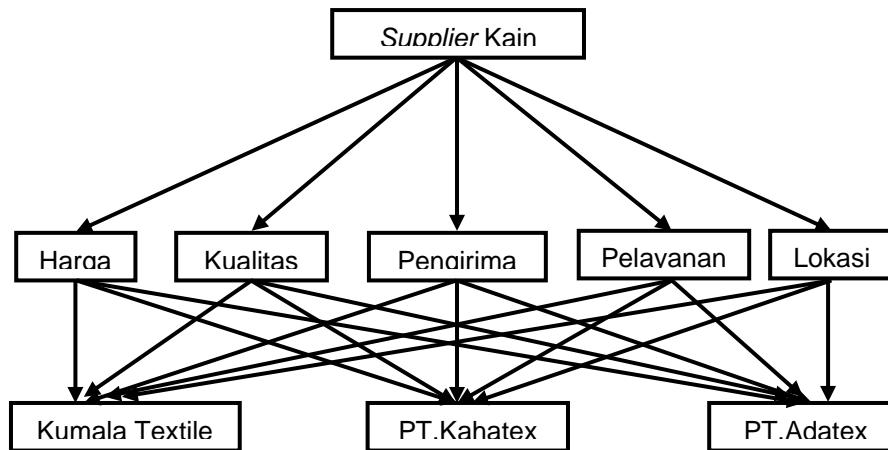 Supplier Kain
Harga
Kualitas
Pengirima
Pelayanan
Lokasi
Kumala Textile
PT.Kahatex
PT.Adatex